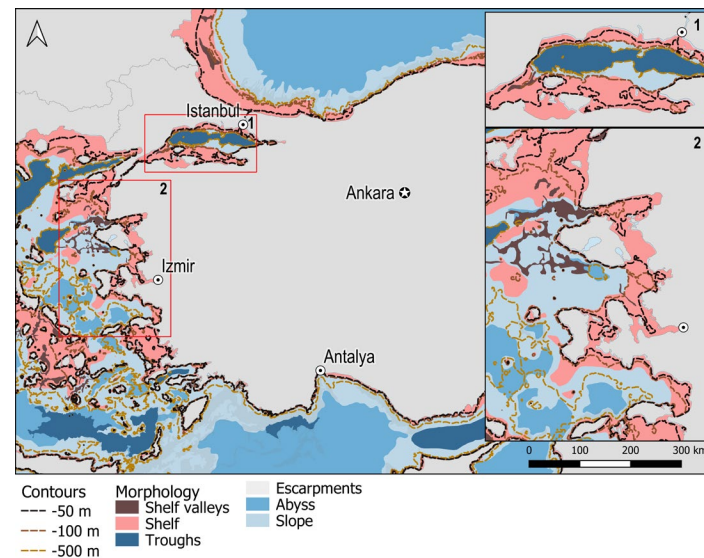 1
Istanbul
1
2
Ankara
2
Izmir
Antalya
0 100 200 300 km
Contours
-50 m
-100 m
-500 m
Morphology
Shelf valleys
Shelf
Troughs
Escarpments
Abyss
Slope